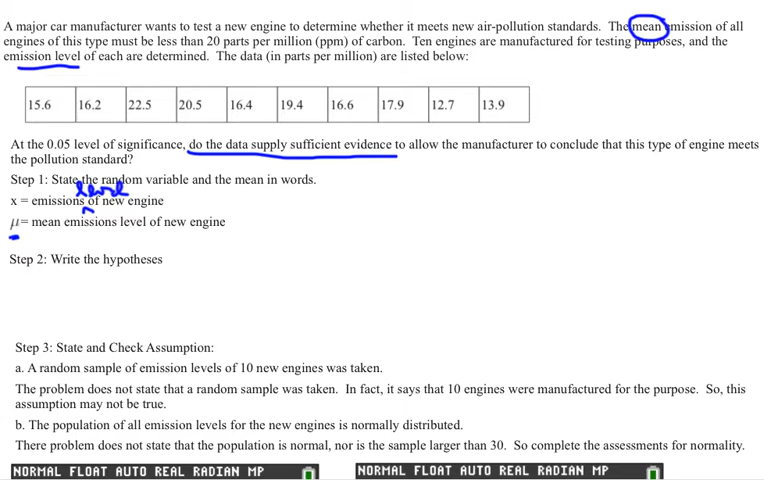 A major car manufacturer wants to test a new engine to determine whether it meets new air-pollution standards. The mean emission of all
engines of this type must be less than 20 parts per million (ppm) of carbon. Ten engines are manufactured for testing purposes, and the
emission level of each are determined. The data (in parts per million) are listed below:
15.6 16.2 22.5 20.5 16.4 19.4 16.6 17.9 12.7 13.9
At the 0.05 level of significance, do the data supply sufficient evidence to allow the manufacturer to conclude that this type of engine meets
the pollution standard?
Step 1: State the random variable and the mean in words.
level
x = emissions of new engine
μ= mean emissions level of new engine
Step 2: Write the hypotheses
Step 3: State and Check Assumption:
a. A random sample of emission levels of 10 new engines was taken.
The problem does not state that a random sample was taken. In fact, it says that 10 engines were manufactured for the purpose. So, this
assumption may not be true.
b. The population of all emission levels for the new engines is normally distributed.
There problem does not state that the population is normal, nor is the sample larger than 30. So complete the assessments for normality.
NORMAL FLOAT AUTO REAL RADIAN MP NORMAL FLOAT AUTO REAL RADIAN MP